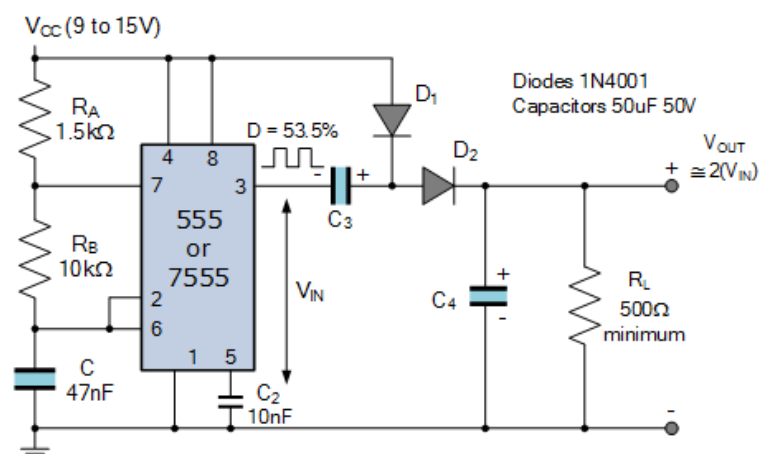 VCC (9 to 15V)
RA
1.5kΩ
D = 53.5%
D1
Diodes 1N4001
Capacitors 50uF 50V
4
8
7
3
555
or
7555
- +
C3
D2
+
VOUT
≅2(VIN)
RB
10kΩ
2
6
VIN
C4
+
-
RL
500Ω
minimum
C
47nF
1
5
C2
10nF
-